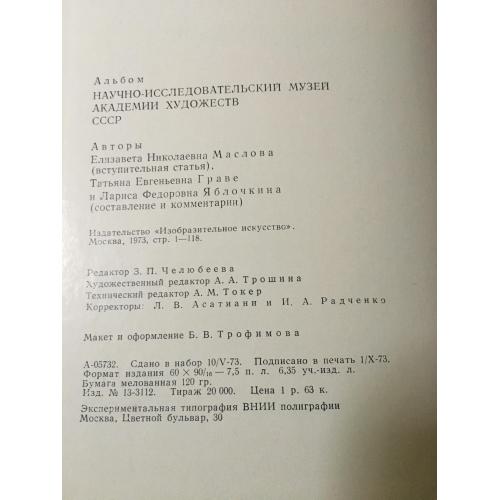 Альбом
НАУЧНО-ИССЛЕДОВАТЕЛЬСКИЙ МУЗЕЙ
АКАДЕМИИ ХУДОЖЕСТВ
СССР
Авторы
Елизавета Николаевна Маслова
(вступительная статья),
Татьяна Евгеньевна Граве
и Лариса Федоровна Яблочкина
(составление и комментарии)
Издательство «Изобразительное искусство».
Москва, 1973, стр. 1—118.
Редактор З. П. Челюбеева
Художественный редактор А. А. Трошина
Технический редактор А. М. Токер
Корректоры: Л. В. Асатиани и И. А. Радченко
Макет и оформление Б. В. Трофимова
А-05732. Сдано в набор 10/V-73. Подписано в печать 1/X-73.
Формат издания 60 × 90/16 — 7,5 п. л. 6,35 уч.-изд. л.
Бумага мелованная 120 гр.
Изд. № 13-3112. Тираж 20 000. Цена 1 р. 63 к.
Экспериментальная типография ВНИИ полиграфии
Москва, Цветной бульвар, 30